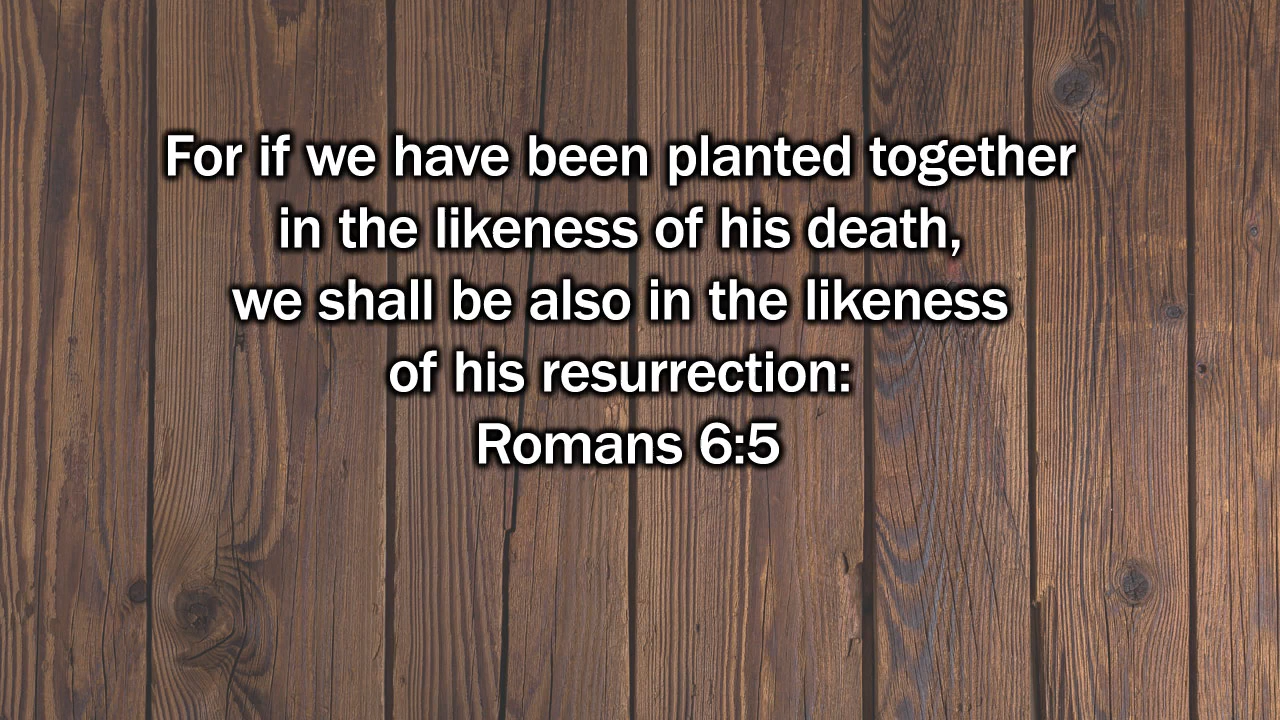 For if we have been planted together
in the likeness of his death,
we shall be also in the likeness
of his resurrection:
Romans 6:5